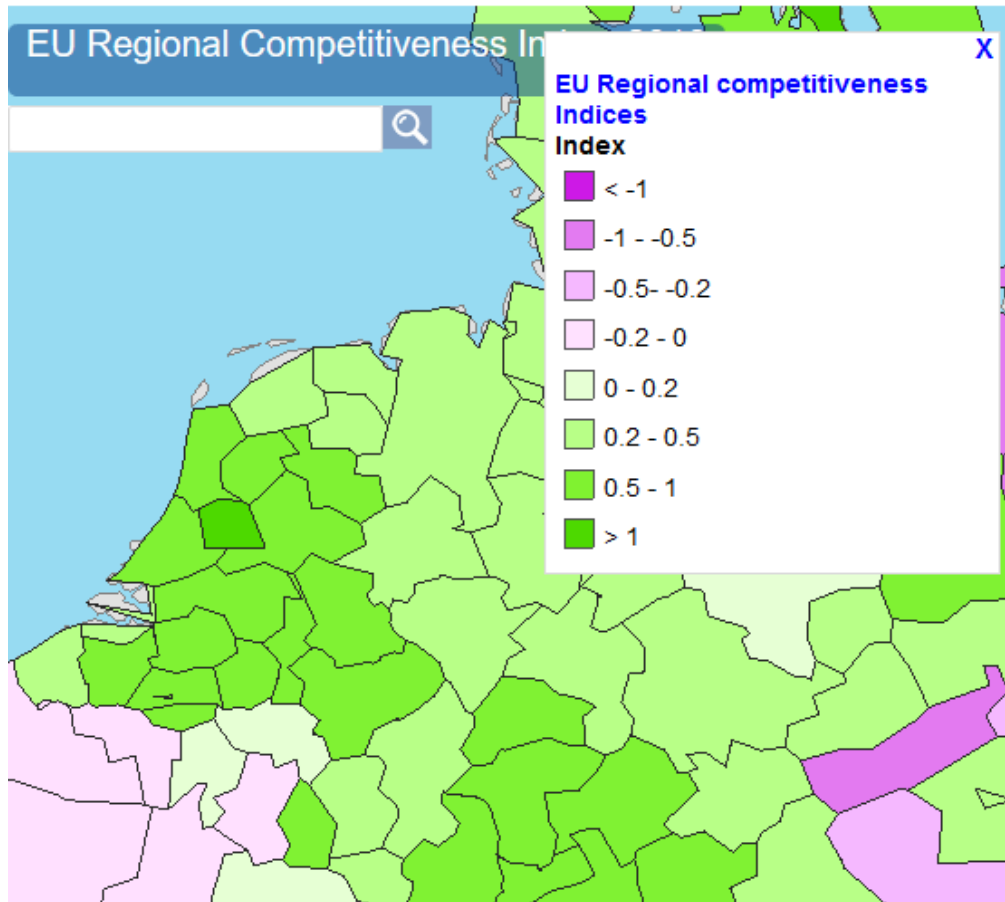 EU Regional Competitiveness
X
EU Regional competitiveness
Indices
Index
< -1
-1 - -0.5
-0.5- -0.2
-0.2 - 0
0 - 0.2
0.2 - 0.5
0.5 - 1
> 1